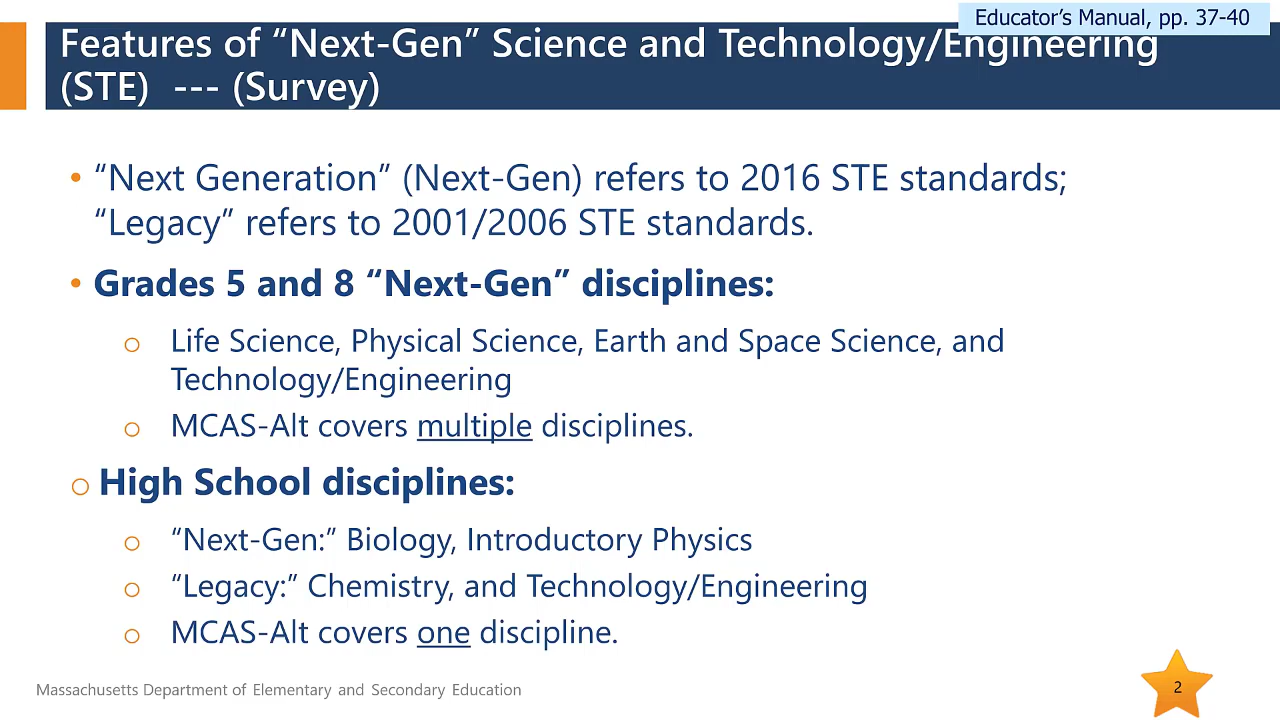 Educator’s Manual, pp. 37-40
Features of “Next-Gen” Science and Technology/Engineering
(STE)  --- (Survey)
• “Next Generation” (Next-Gen) refers to 2016 STE standards;
“Legacy” refers to 2001/2006 STE standards.
• Grades 5 and 8 “Next-Gen” disciplines:
o Life Science, Physical Science, Earth and Space Science, and
Technology/Engineering
o MCAS-Alt covers multiple disciplines.
o High School disciplines:
o “Next-Gen:” Biology, Introductory Physics
o “Legacy:” Chemistry, and Technology/Engineering
o MCAS-Alt covers one discipline.
Massachusetts Department of Elementary and Secondary Education
2